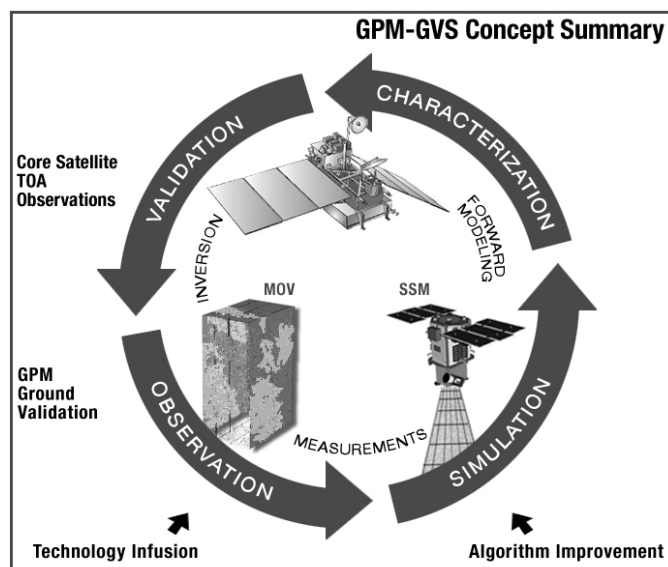 GPM-GVS Concept Summary
CHARACTERIZATION
VALIDATION
Core Satellite
TOA
Observations
FORWARD
MODELING
INVERSION
MOV
SSM
GPM
Ground
Validation
OBSERVATION
MEASUREMENTS
SIMULATION
Technology Infusion
Algorithm Improvement